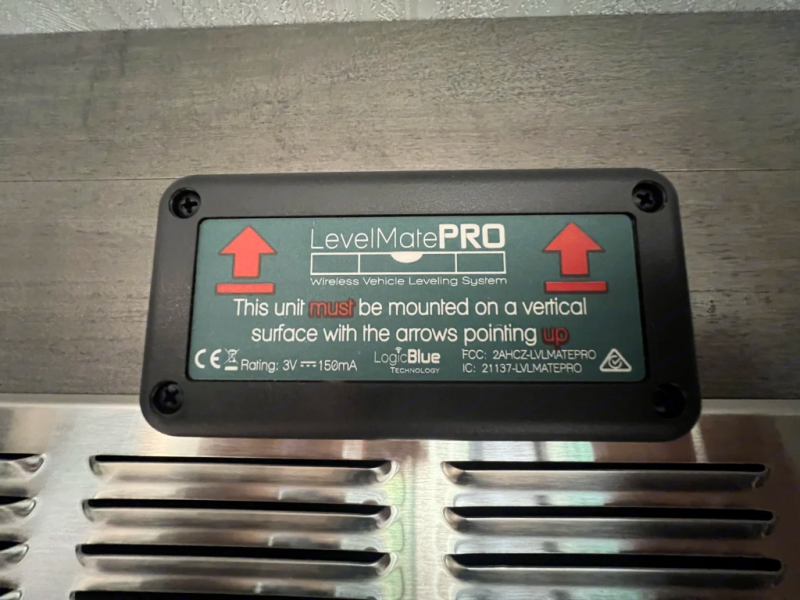 LevelMatePRO
Wireless Vehicle Leveling System
This unit must be mounted on a vertical
surface with the arrows pointing up
CE Rating: 3V ⎓ 150mA
LogicBlue
TECHNOLOGY
FCC: 2AHCZ-LVLMATEPRO
IC: 21137-LVLMATEPRO